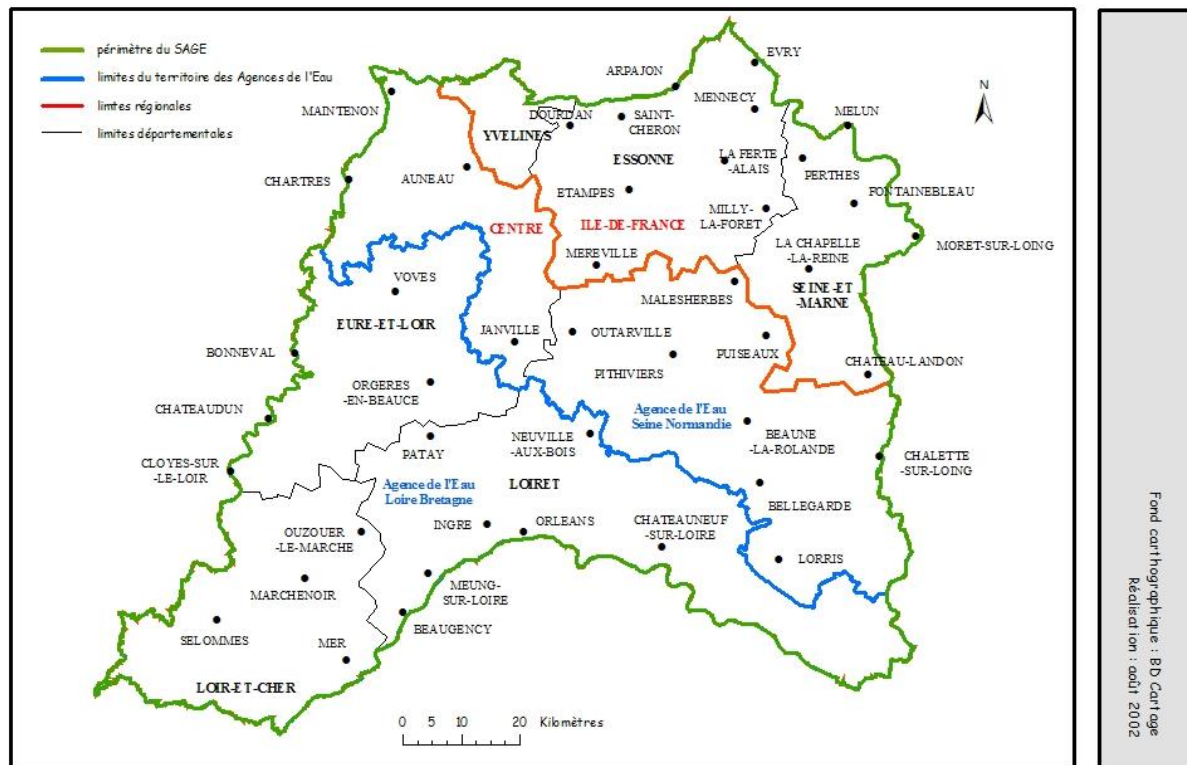 périmètre du SAGE
limites du territoire des Agences de l'Eau
limtes régionales
limites départementales
EVRY
ARPAJON
MAINTENON
MENNECY
N
DOURDAN
SAINT-
CHERON
MELUN
YVELINES
ESSONNE
LA FERTE
-ALAIS
PERTHES
CHARTRES
AUNEAU
ETAMPES
FONTAINEBLEAU
MILLY-
LA-FORET
CENTRE
ILE-DE-FRANCE
MORET-SUR-LOING
LA CHAPELLE
-LA-REINE
MEREVILLE
VOVES
MALESHERBES
SEINE-ET
-MARNE
EURE-ET-LOIR
JANVILLE
OUTARVILLE
BONNEVAL
PUISEAUX
CHATEAU-LANDON
PITHIVIERS
ORGERES
-EN-BEAUCE
CHATEAUDUN
Agence de l'Eau
Seine Normandie
NEUVILLE
-AUX-BOIS
BEAUNE
-LA-ROLANDE
PATAY
CLOYES-SUR
-LE-LOIR
CHALETTE
-SUR-LOING
Agence de l'Eau
Loire Bretagne
LOIRET
BELLEGARDE
INGRE
ORLEANS
CHATEAUNEUF
-SUR-LOIRE
OUZOUER
-LE-MARCHE
LORRIS
MARCHENOIR
MEUNG-
SUR-LOIRE
BEAUGENCY
SELOMMES
MER
LOIR-ET-CHER
0 5 10 20 Kilomètres
Fond carthographique : BD Cartage
Réalisation : août 2002